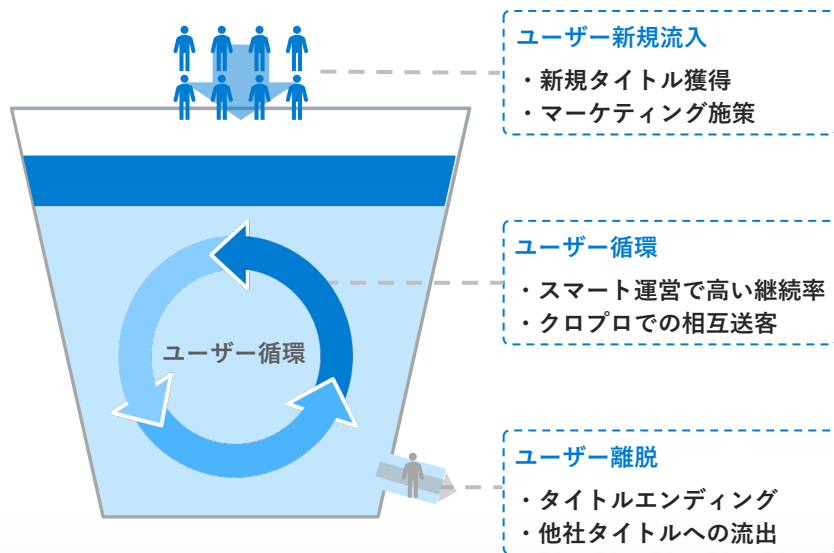 ユーザー新規流入
・新規タイトル獲得
・マーケティング施策
ユーザー循環
・スマート運営で高い継続率
・クロプロでの相互送客
ユーザー循環
ユーザー離脱
・タイトルエンディング
・他社タイトルへの流出